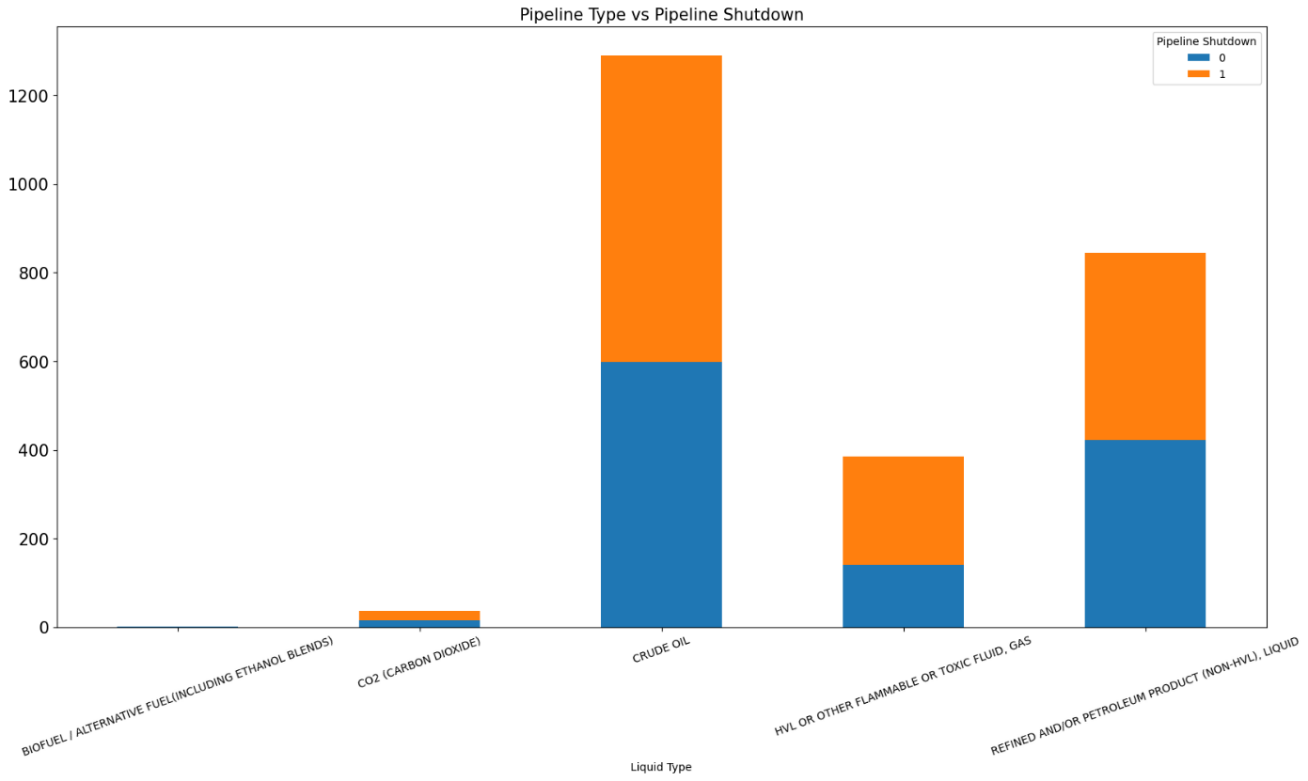 Pipeline Type vs Pipeline Shutdown
Pipeline Shutdown
0
1
1200
1000
800
600
400
200
0
BIOFUEL / ALTERNATIVE FUEL(INCLUDING ETHANOL BLENDS)
CO2 (CARBON DIOXIDE)
CRUDE OIL
HVL OR OTHER FLAMMABLE OR TOXIC FLUID, GAS
REFINED AND/OR PETROLEUM PRODUCT (NON-HVL), LIQUID
Liquid Type